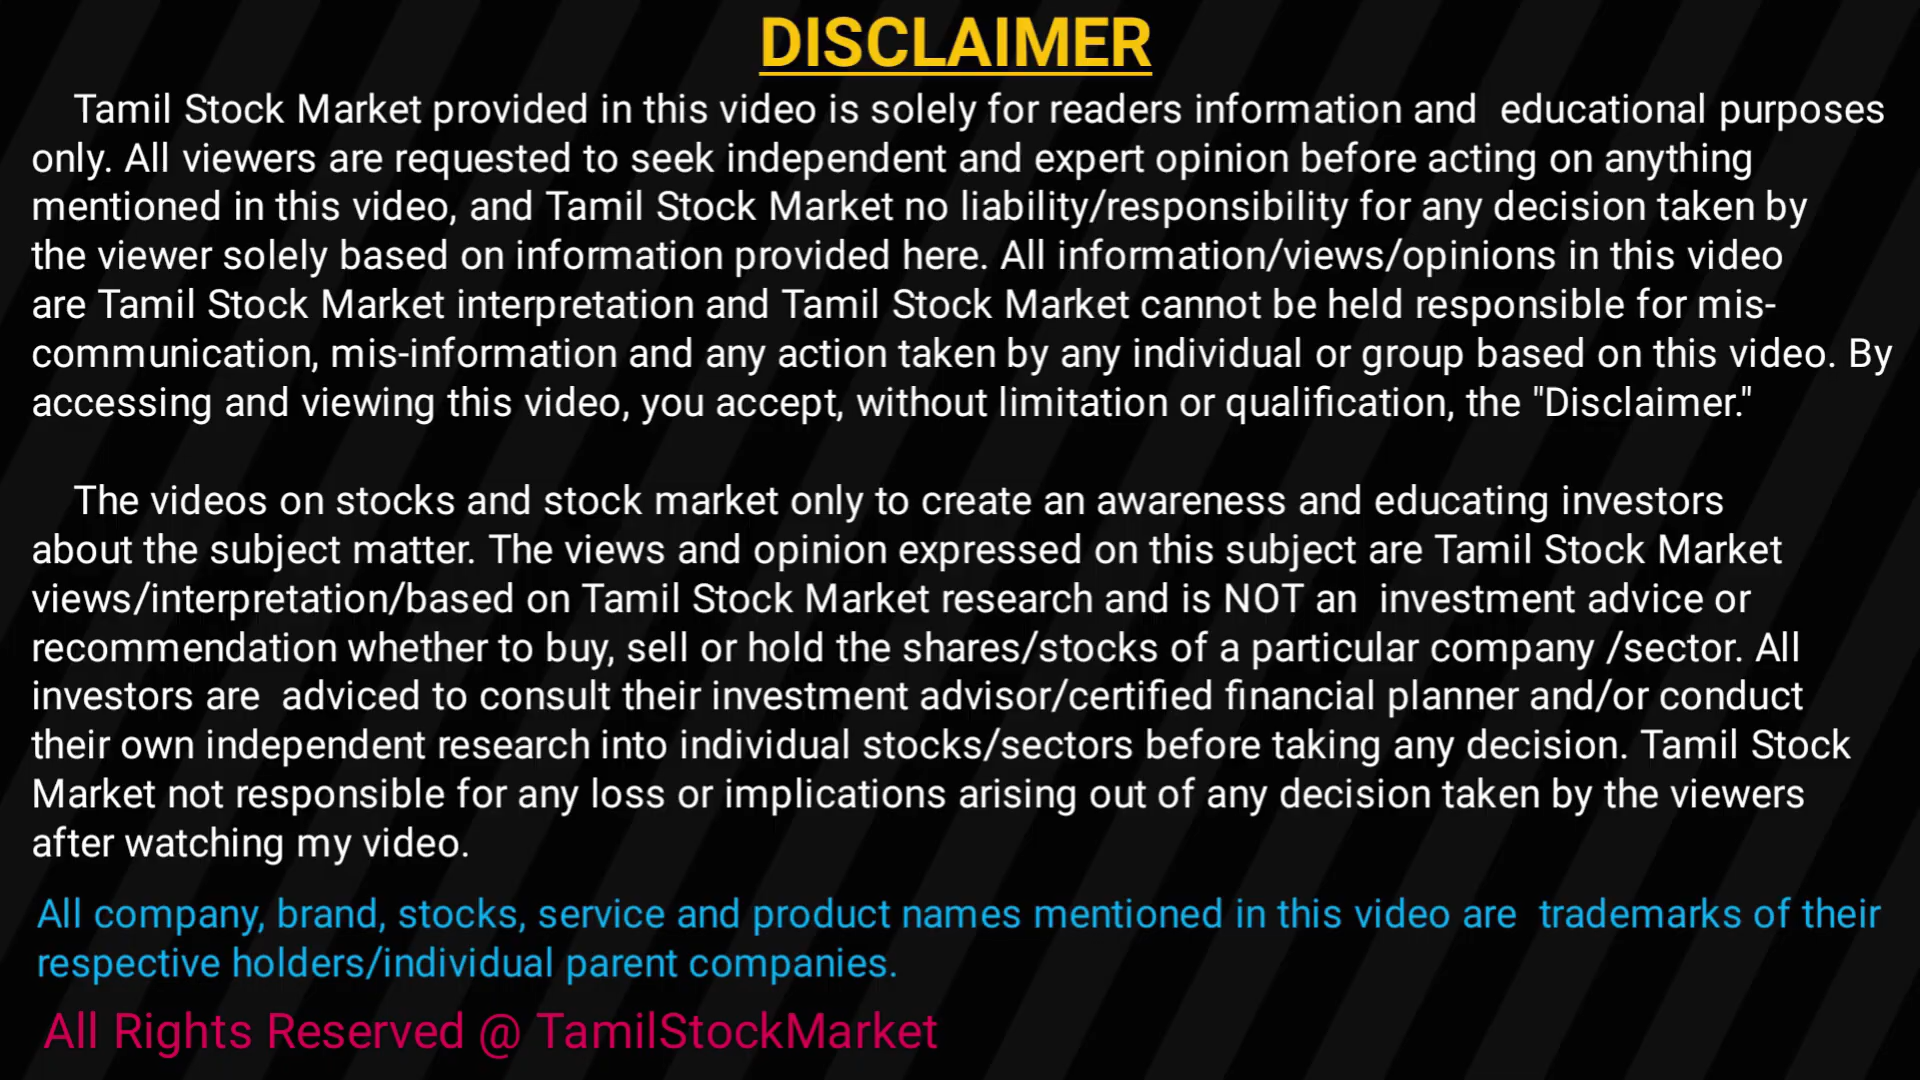 DISCLAIMER
Tamil Stock Market provided in this video is solely for readers information and  educational purposes
only. All viewers are requested to seek independent and expert opinion before acting on anything
mentioned in this video, and Tamil Stock Market no liability/responsibility for any decision taken by
the viewer solely based on information provided here. All information/views/opinions in this video
are Tamil Stock Market interpretation and Tamil Stock Market cannot be held responsible for mis-
communication, mis-information and any action taken by any individual or group based on this video. By
accessing and viewing this video, you accept, without limitation or qualification, the "Disclaimer."
The videos on stocks and stock market only to create an awareness and educating investors
about the subject matter. The views and opinion expressed on this subject are Tamil Stock Market
views/interpretation/based on Tamil Stock Market research and is NOT an  investment advice or
recommendation whether to buy, sell or hold the shares/stocks of a particular company /sector. All
investors are  adviced to consult their investment advisor/certified financial planner and/or conduct
their own independent research into individual stocks/sectors before taking any decision. Tamil Stock
Market not responsible for any loss or implications arising out of any decision taken by the viewers
after watching my video.
All company, brand, stocks, service and product names mentioned in this video are  trademarks of their
respective holders/individual parent companies.
All Rights Reserved @ TamilStockMarket